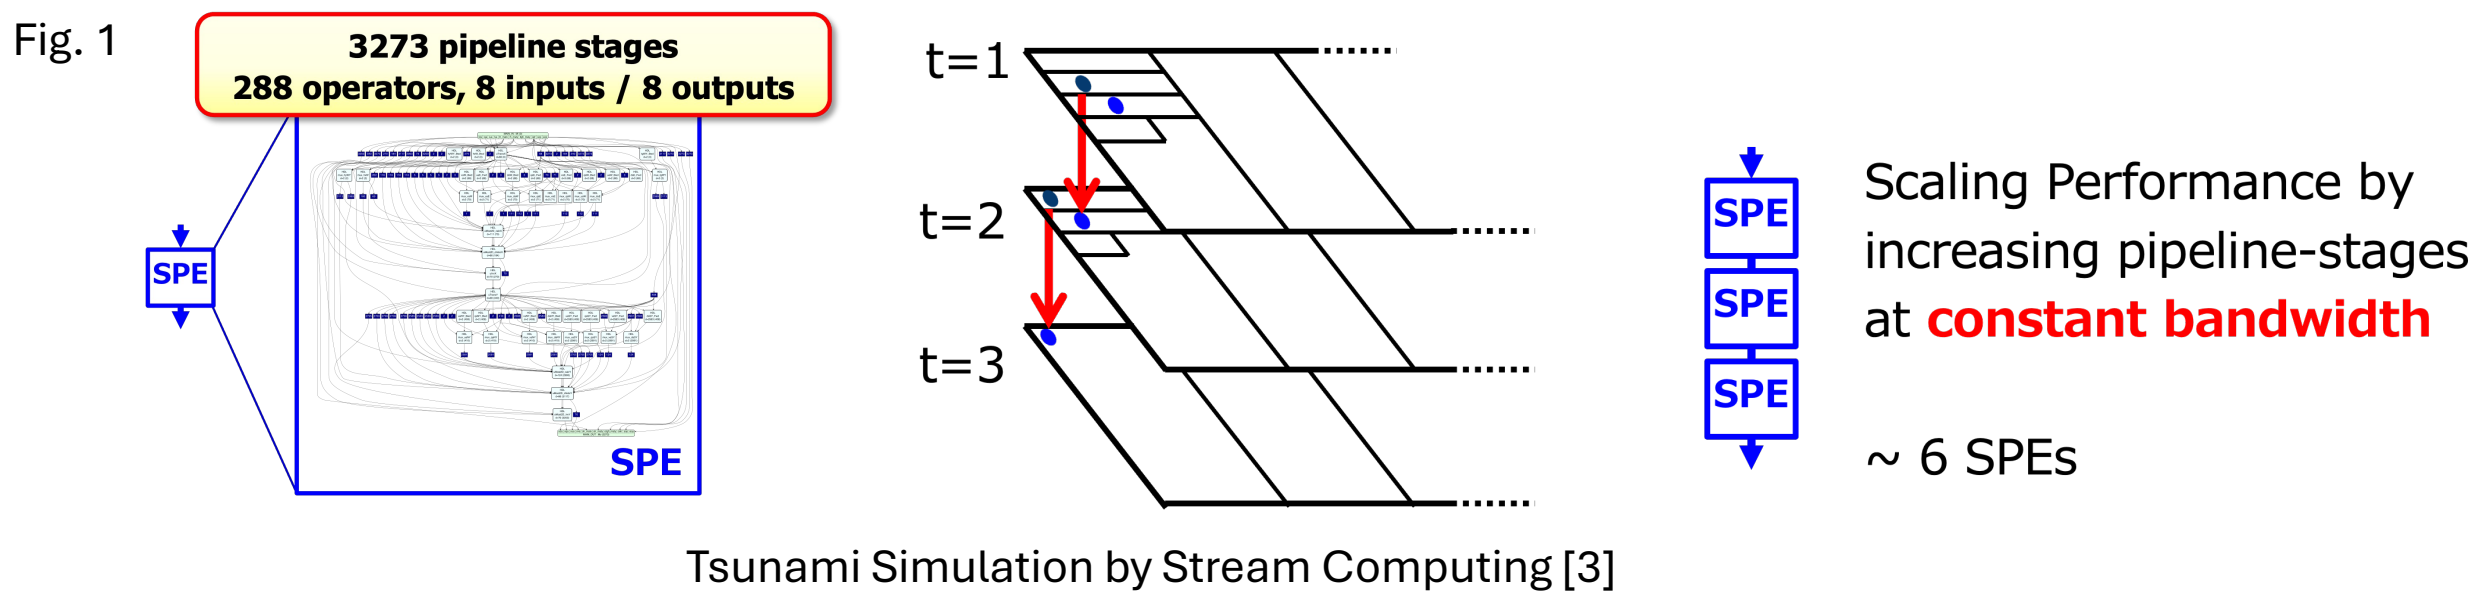 Fig. 1
3273 pipeline stages
288 operators, 8 inputs / 8 outputs
SPE
SPE
t=1
t=2
t=3
SPE
SPE
SPE
Scaling Performance by
increasing pipeline-stages
at constant bandwidth
~ 6 SPEs
Tsunami Simulation by Stream Computing [3]